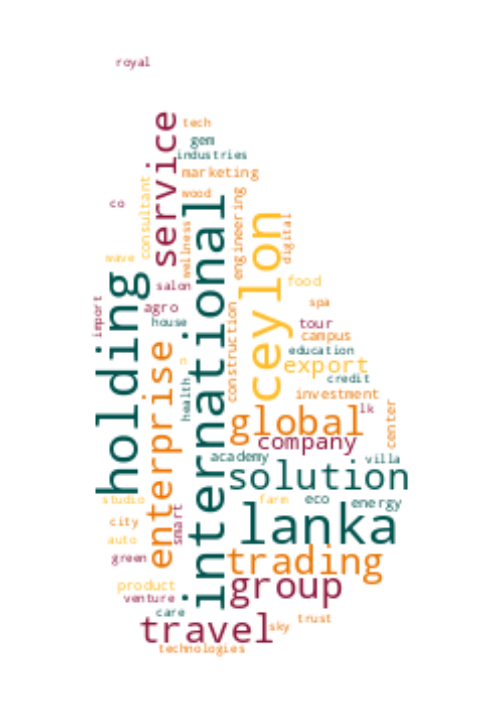 royal
service
tech
gem
industries
marketing
consultant
wood
co
engineering
international
ceylon
digital
wellness
wave
holding
salon
food
import
agro
spa
house
construction
tour
campus
enterprise
education
n
export
health
credit
investment
lk
center
global
company
academy
villa
solution
studio
farm
eco
energy
smart
lanka
city
auto
green
trading
product
group
venture
care
travel
trust
sky
technologies